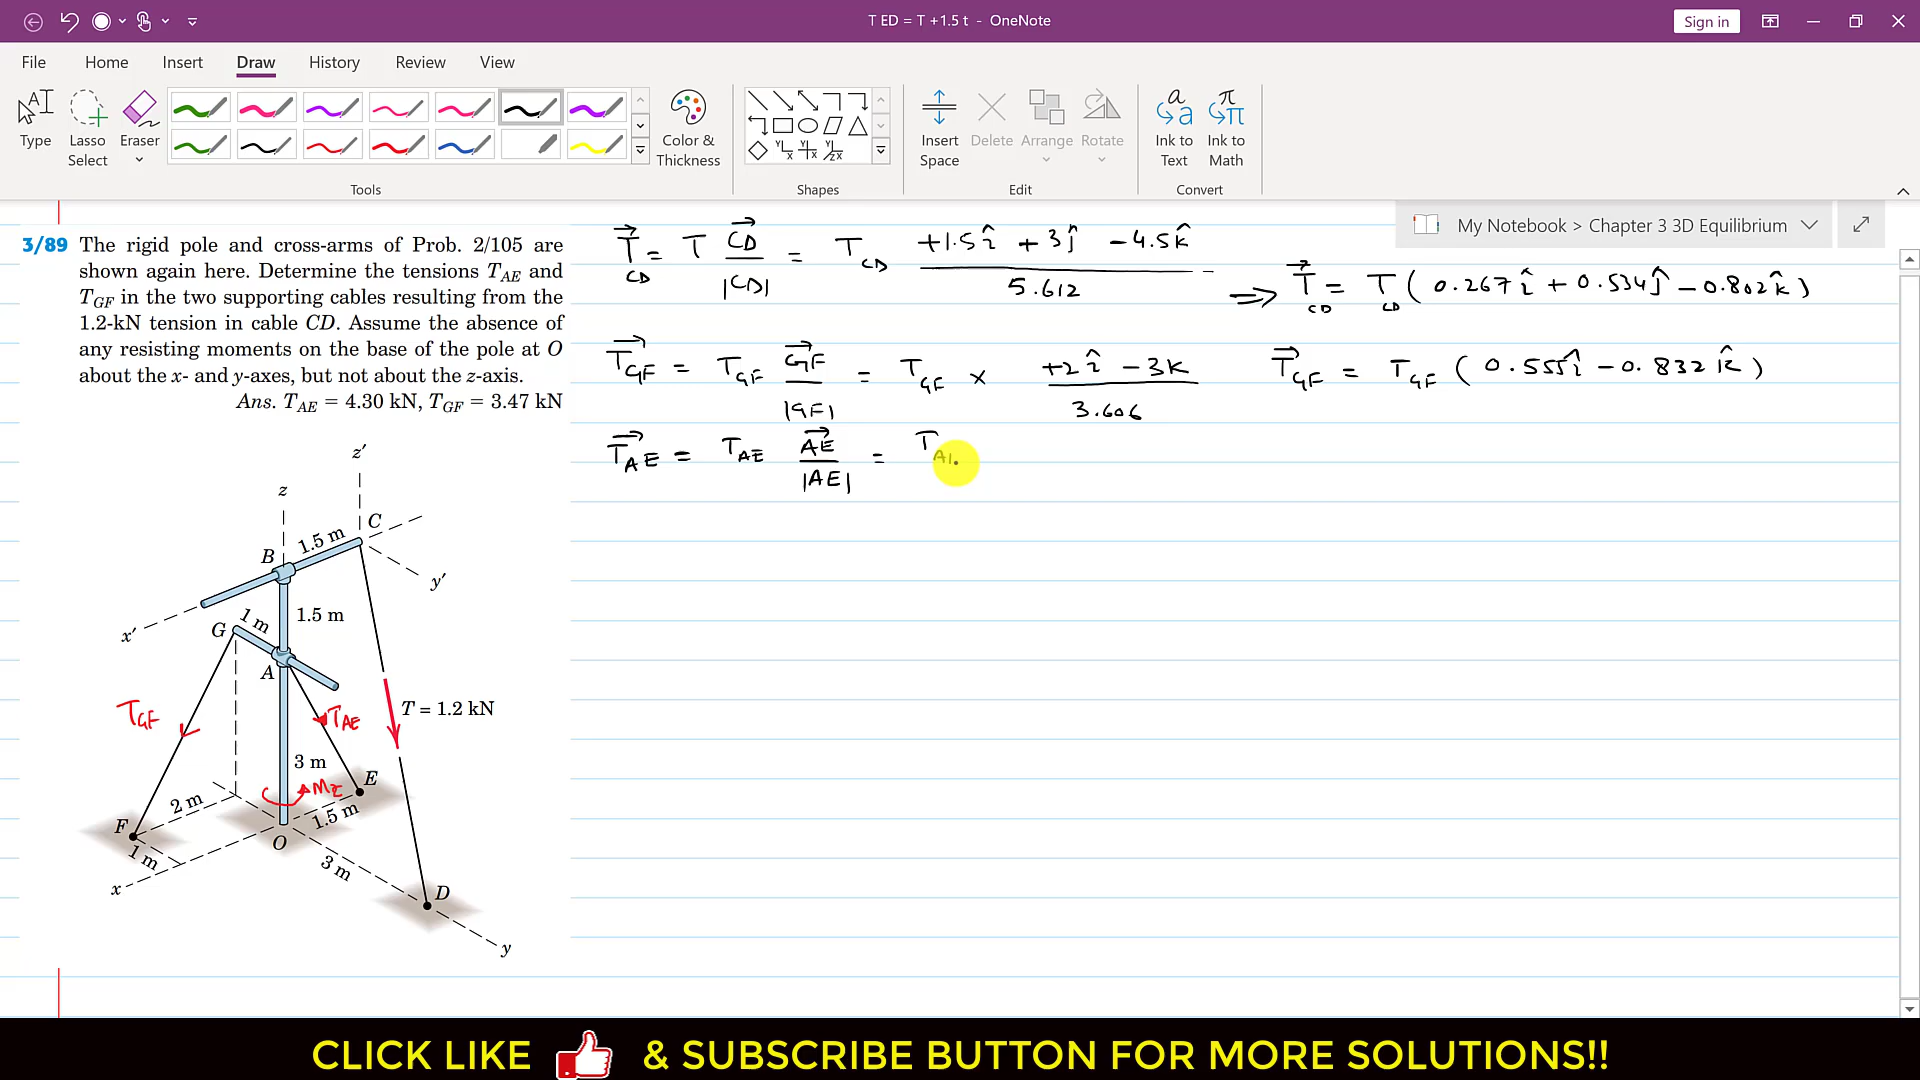 T ED = T +1.5 t - OneNote
Sign in
File Home Insert Draw History Review View
Type
Lasso Select
Eraser
Color & Thickness
Insert Space
Delete
Arrange
Rotate
Ink to Text
Ink to Math
Tools
Shapes
Edit
Convert
My Notebook > Chapter 3 3D Equilibrium
3/89 The rigid pole and cross-arms of Prob. 2/105 are
shown again here. Determine the tensions T_AE and
T_GF in the two supporting cables resulting from the
1.2-kN tension in cable CD. Assume the absence of
any resisting moments on the base of the pole at O
about the x- and y-axes, but not about the z-axis.
Ans. T_AE = 4.30 kN, T_GF = 3.47 kN
T⃗_CD = T CD⃗/|CD| = T_CD (+1.5î + 3ĵ - 4.5k̂)/5.612 ⇒ T⃗_CD = T_CD (0.267î + 0.534ĵ - 0.802k̂)
T⃗_GF = T_GF GF⃗/|GF| = T_GF × (+2î - 3k)/3.606 T⃗_GF = T_GF (0.555î - 0.832k̂)
T⃗_AE = T_AE AE⃗/|AE| = T
z′
z
C
1.5 m
B
y′
1.5 m
x′
1 m
G
A
T = 1.2 kN
T_GF
T_AE
3 m
E
M_z
2 m
1.5 m
F
O
1 m
3 m
x
D
y
CLICK LIKE & SUBSCRIBE BUTTON FOR MORE SOLUTIONS!!